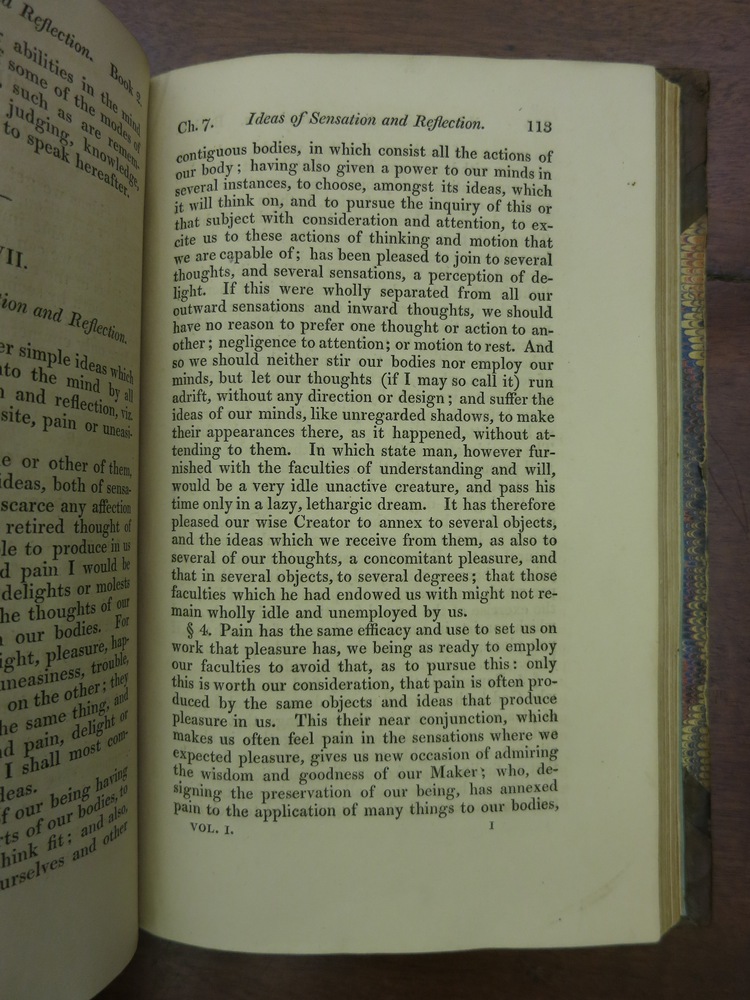 d Reflection. Book 2.
abilities in the mind
some of the modes of
such as are remem-
judging, knowledge,
to speak hereafter.
VII.
ion and Reflection.
er simple ideas which
nto the mind by all
n and reflection, viz.
site, pain or uneasi-
e or other of them,
ideas, both of sensa-
scarce any affection
retired thought of
le to produce in us
d pain I would be
delights or molests
he thoughts of our
n our bodies. For
ight, pleasure, hap-
uneasiness, trouble,
on the other; they
he same thing, and
nd pain, delight or
I shall most com-
deas.
f our being having
rts of our bodies, to
hink fit; and also,
urselves and other
Ch. 7. Ideas of Sensation and Reflection. 113
contiguous bodies, in which consist all the actions of
our body; having also given a power to our minds in
several instances, to choose, amongst its ideas, which
it will think on, and to pursue the inquiry of this or
that subject with consideration and attention, to ex-
cite us to these actions of thinking and motion that
we are capable of; has been pleased to join to several
thoughts, and several sensations, a perception of de-
light. If this were wholly separated from all our
outward sensations and inward thoughts, we should
have no reason to prefer one thought or action to an-
other; negligence to attention; or motion to rest. And
so we should neither stir our bodies nor employ our
minds, but let our thoughts (if I may so call it) run
adrift, without any direction or design; and suffer the
ideas of our minds, like unregarded shadows, to make
their appearances there, as it happened, without at-
tending to them. In which state man, however fur-
nished with the faculties of understanding and will,
would be a very idle unactive creature, and pass his
time only in a lazy, lethargic dream. It has therefore
pleased our wise Creator to annex to several objects,
and the ideas which we receive from them, as also to
several of our thoughts, a concomitant pleasure, and
that in several objects, to several degrees; that those
faculties which he had endowed us with might not re-
main wholly idle and unemployed by us.
§ 4. Pain has the same efficacy and use to set us on
work that pleasure has, we being as ready to employ
our faculties to avoid that, as to pursue this: only
this is worth our consideration, that pain is often pro-
duced by the same objects and ideas that produce
pleasure in us. This their near conjunction, which
makes us often feel pain in the sensations where we
expected pleasure, gives us new occasion of admiring
the wisdom and goodness of our Maker; who, de-
signing the preservation of our being, has annexed
pain to the application of many things to our bodies,
VOL. I. I